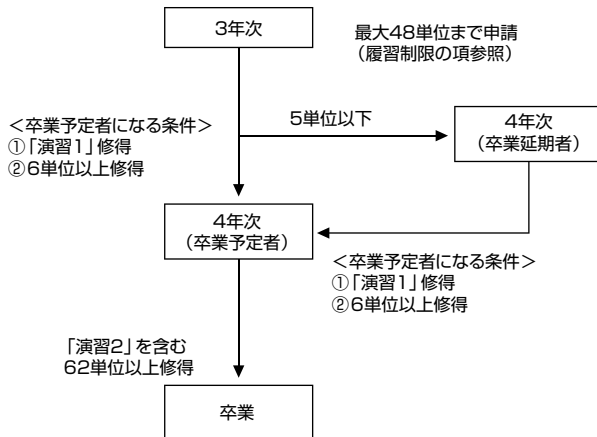 3年次
最大48単位まで申請
（履習制限の項参照）
＜卒業予定者になる条件＞
①「演習1」修得
②6単位以上修得
5単位以下
4年次
（卒業延期者）
4年次
（卒業予定者）
＜卒業予定者になる条件＞
①「演習1」修得
②6単位以上修得
「演習2」を含む
62単位以上修得
卒業